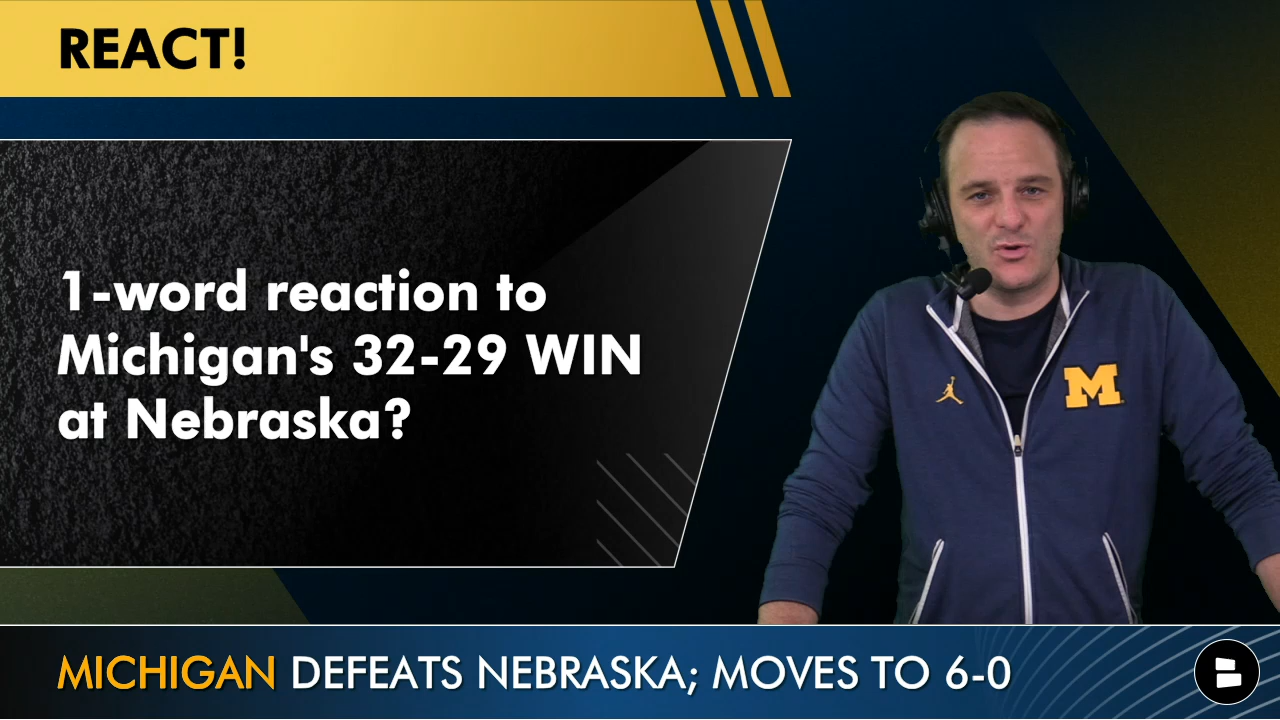 REACT!
1-word reaction to
Michigan's 32-29 WIN
at Nebraska?
M
MICHIGAN DEFEATS NEBRASKA; MOVES TO 6-0